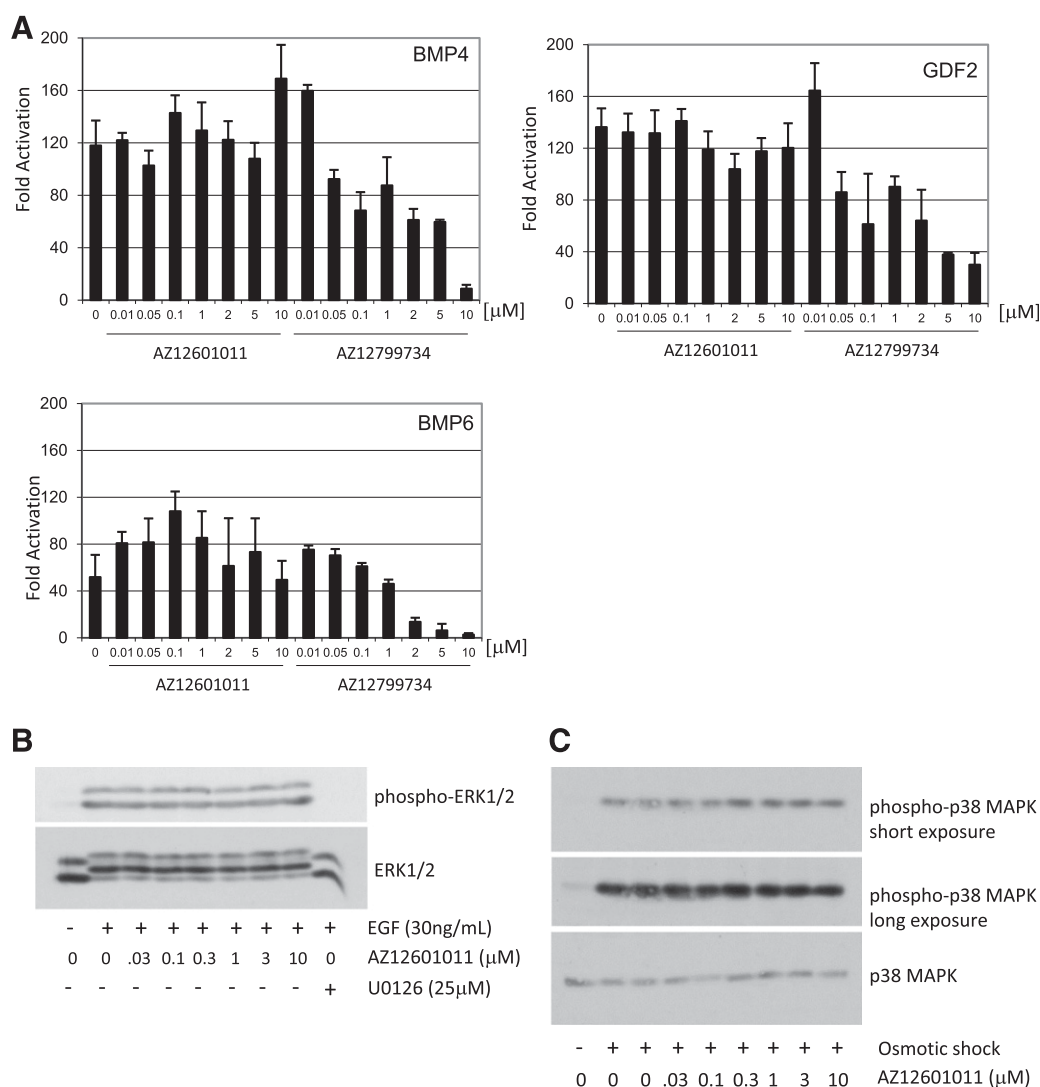 A
200
160
120
80
40
0
Fold Activation
BMP4
0 0.01 0.05 0.1 1 2 5 10 0.01 0.05 0.1 1 2 5 10 [μM]
AZ12601011 AZ12799734
200
160
120
80
40
0
Fold Activation
GDF2
0 0.01 0.05 0.1 1 2 5 10 0.01 0.05 0.1 1 2 5 10 [μM]
AZ12601011 AZ12799734
200
160
120
80
40
0
Fold Activation
BMP6
0 0.01 0.05 0.1 1 2 5 10 0.01 0.05 0.1 1 2 5 10 [μM]
AZ12601011 AZ12799734
B
phospho-ERK1/2
ERK1/2
- + + + + + + + + EGF (30ng/mL)
0 0 .03 0.1 0.3 1 3 10 0 AZ12601011 (μM)
- - - - - - - - + U0126 (25μM)
C
phospho-p38 MAPK
short exposure
phospho-p38 MAPK
long exposure
p38 MAPK
- + + + + + + + + Osmotic shock
0 0 0 .03 0.1 0.3 1 3 10 AZ12601011 (μM)